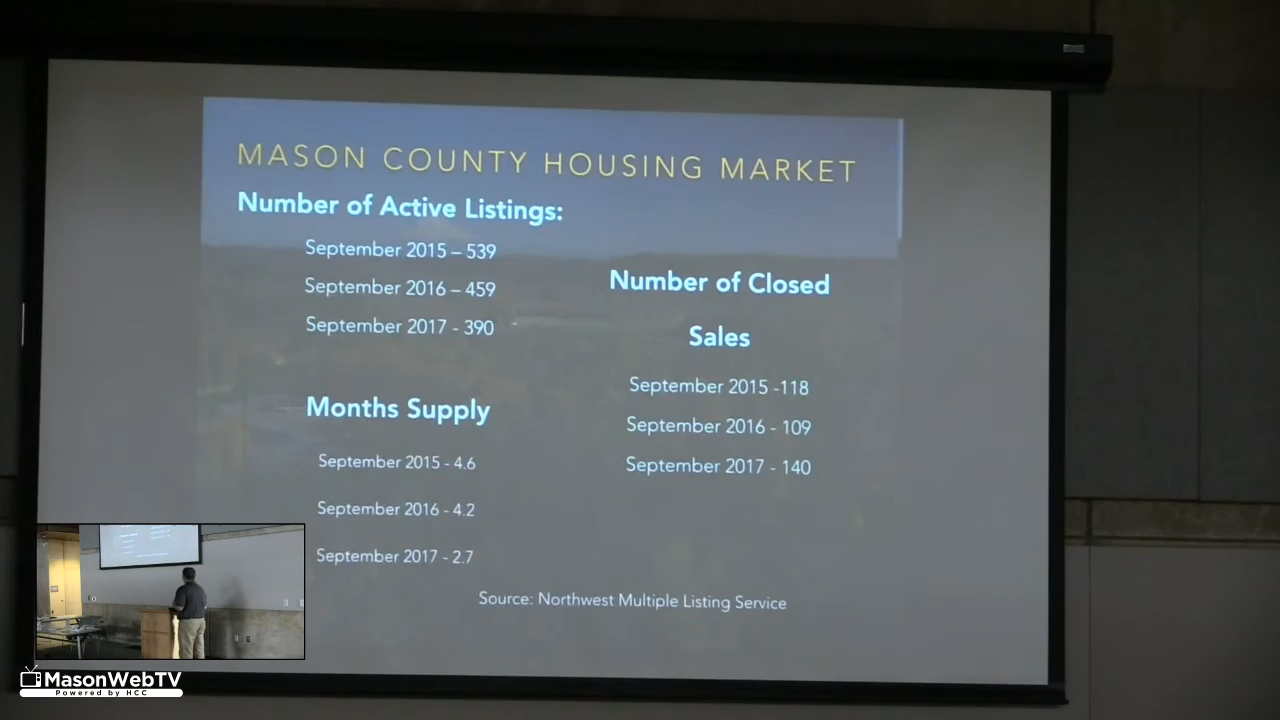 MASON COUNTY HOUSING MARKET
Number of Active Listings:
September 2015 – 539
September 2016 – 459
September 2017 - 390
Months Supply
September 2015 - 4.6
September 2016 - 4.2
September 2017 - 2.7
Number of Closed
Sales
September 2015 -118
September 2016 - 109
September 2017 - 140
Source: Northwest Multiple Listing Service
MasonWebTV
Powered by HCC